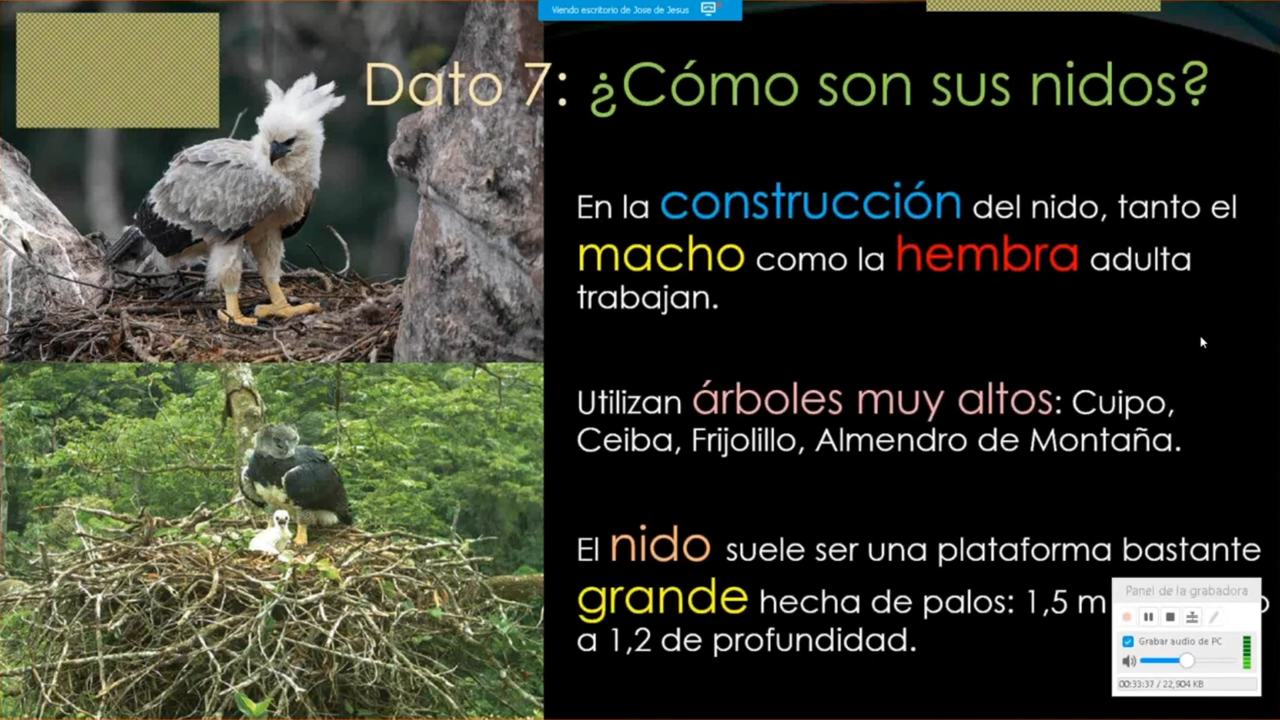 Viendo escritorio de Jose de Jesus
Dato 7: ¿Cómo son sus nidos?
En la construcción del nido, tanto el
macho como la hembra adulta
trabajan.
Utilizan árboles muy altos: Cuipo,
Ceiba, Frijolillo, Almendro de Montaña.
El nido suele ser una plataforma bastante
grande hecha de palos: 1,5 m
a 1,2 de profundidad.
Panel de la grabadora
Grabar audio de PC
00:33:37 / 22,904 KB